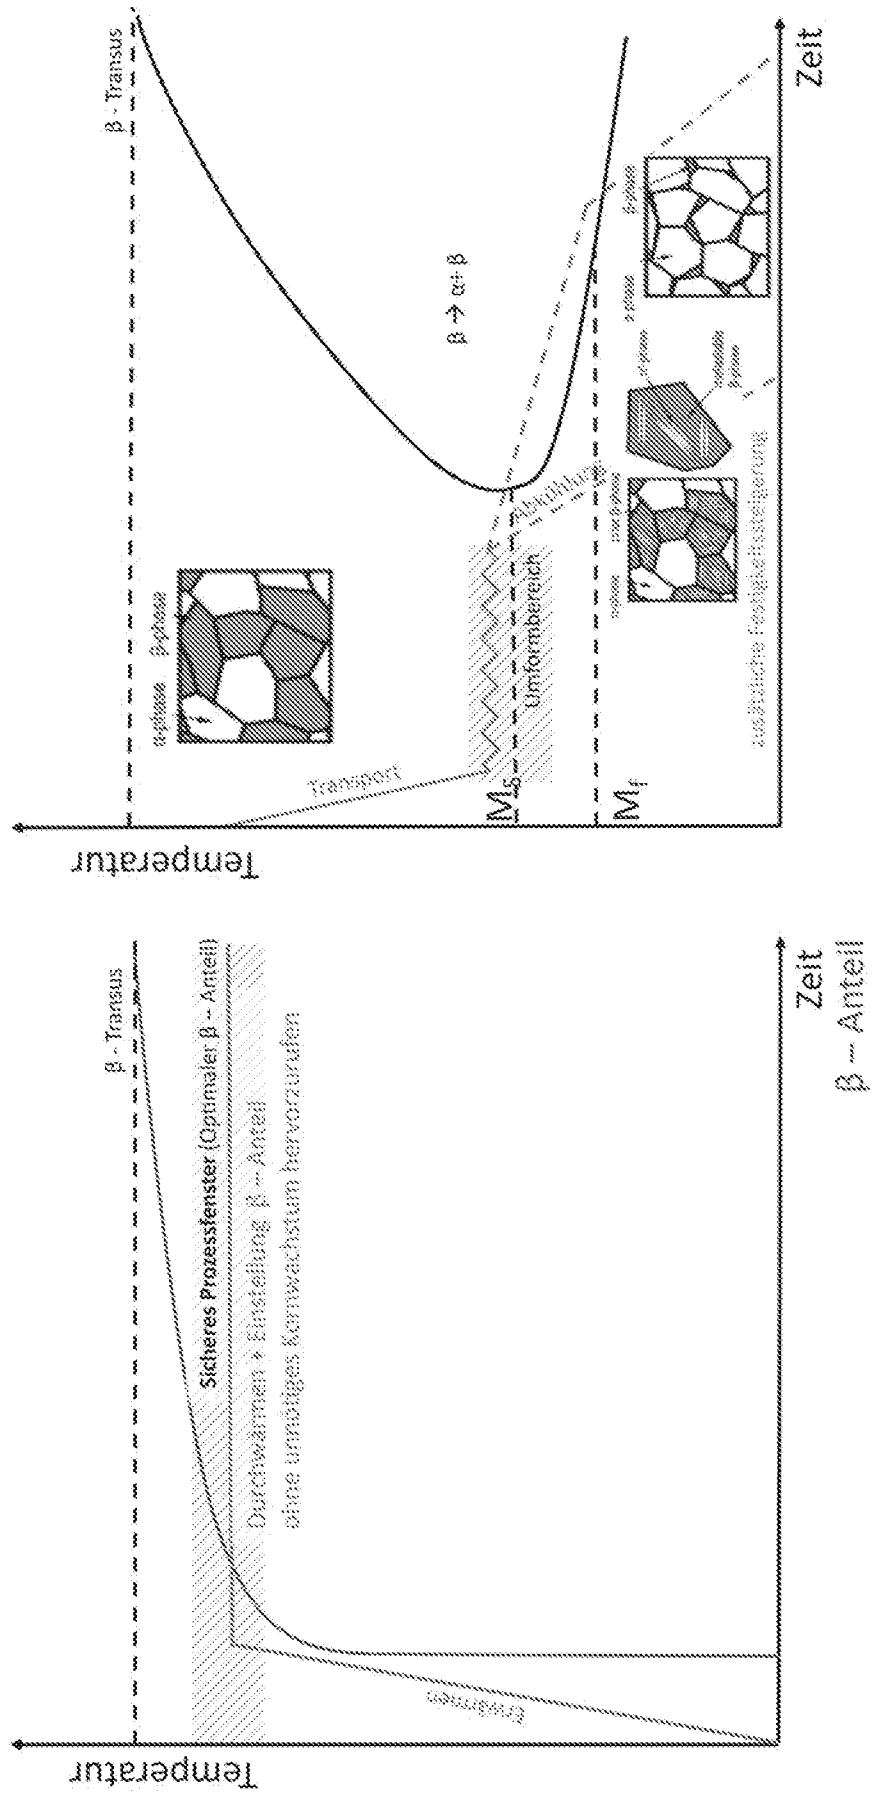 Temperatur
β - Transus
Sicheres Prozessfenster (Optimaler β – Anteil)
Durchwärmen + Einstellung β – Anteil
ohne unnötiges Kornwachstum hervorzurufen
Erwärmen
Zeit
β – Anteil
Temperatur
β - Transus
α-phase β-phase
Transport
β → α+ β
Umformbereich
Abkühlung
Ms
Mf
β-phase
zusätzliche Festigkeitssteigerung
Zeit